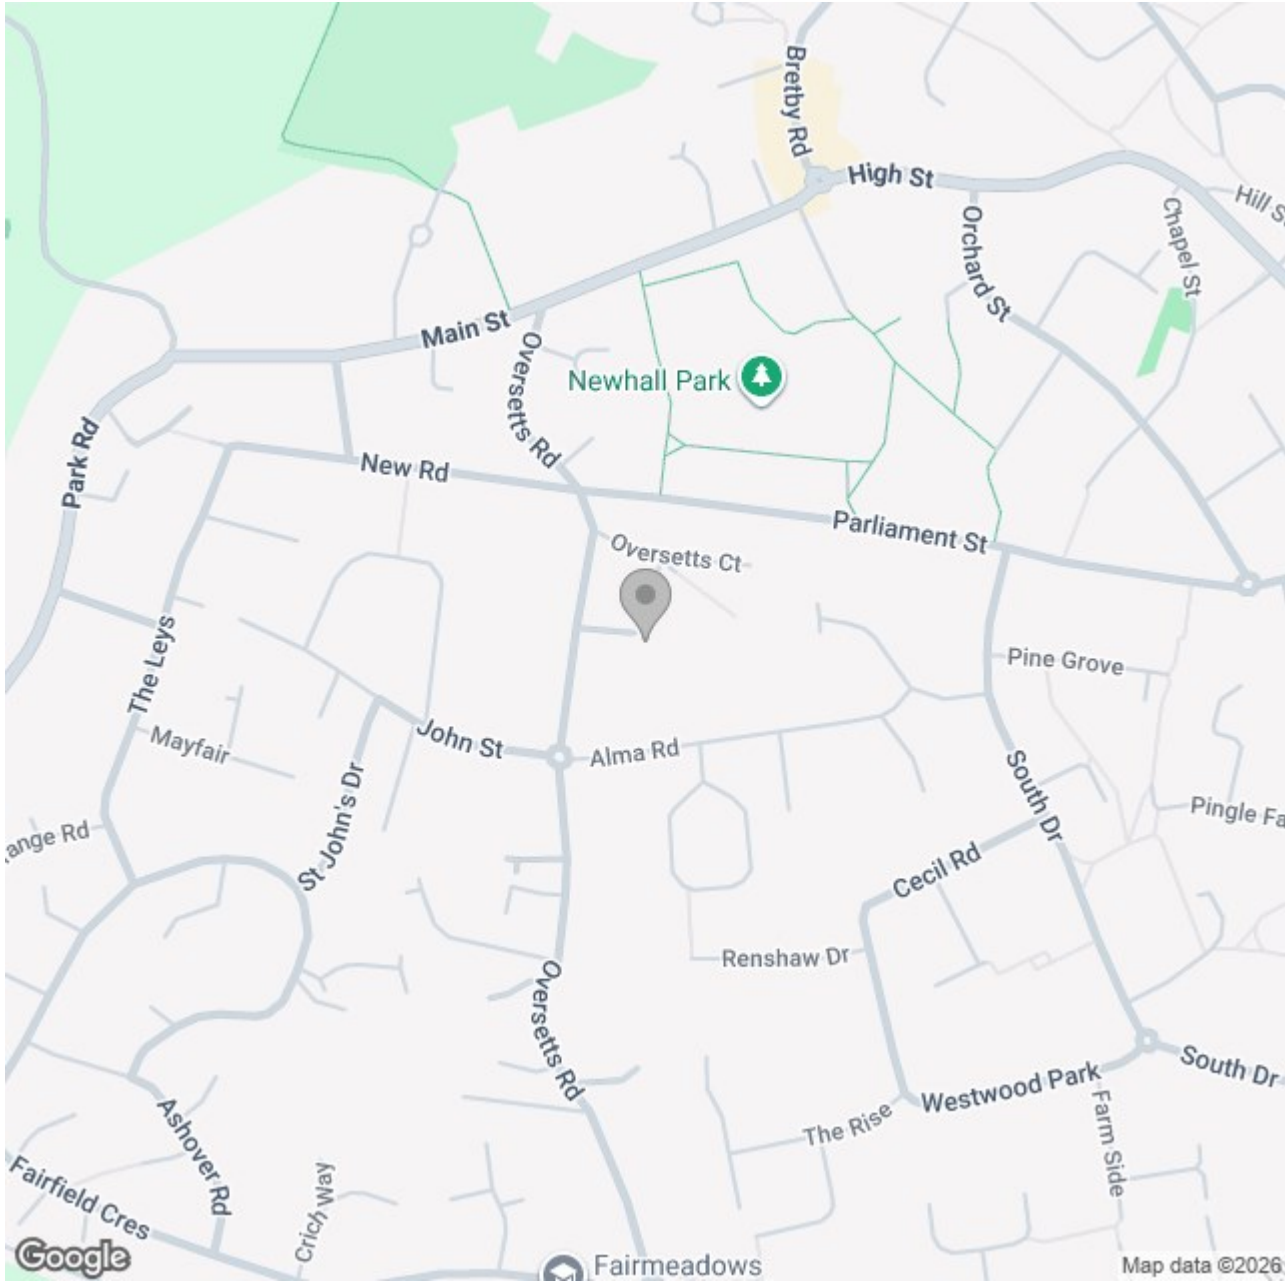 Bretby Rd
High St
Hill S
Chapel St
Orchard St
Main St
Oversetts Rd
Newhall Park
Park Rd
New Rd
Parliament St
Oversetts Ct
The Leys
Pine Grove
Mayfair
John St
Alma Rd
St John's Dr
South Dr
Pingle Fa
ange Rd
Cecil Rd
Renshaw Dr
Oversetts Rd
South Dr
Westwood Park
The Rise
Farm Side
Ashover Rd
Fairfield Cres
Crich Way
Fairmeadows
Google
Map data ©2026